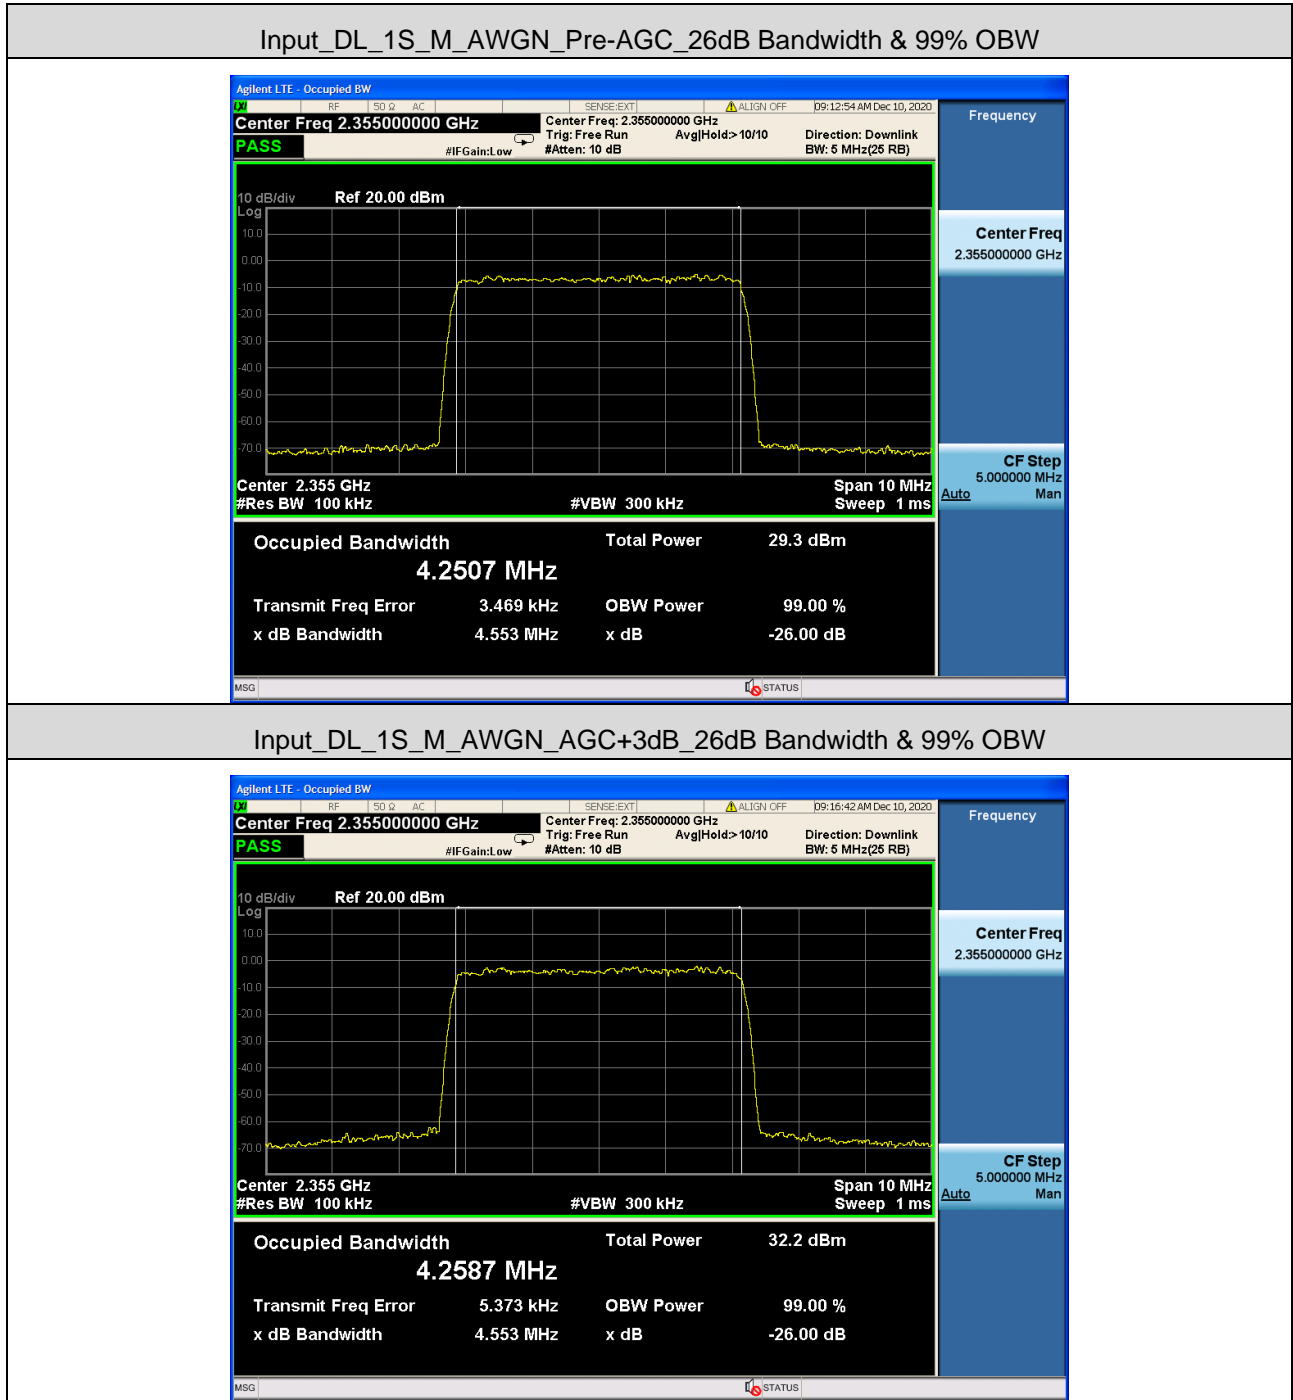 Input_DL_1S_M_AWGN_Pre-AGC_26dB Bandwidth & 99% OBW
Agilent LTE - Occupied BW
LXI RF 50 Ω AC SENSE:EXT ALIGN OFF 09:12:54 AM Dec 10, 2020
Center Freq 2.355000000 GHz
Center Freq: 2.355000000 GHz
PASS
Trig: Free Run Avg|Hold:>10/10 Direction: Downlink
#IFGain:Low #Atten: 10 dB BW: 5 MHz(25 RB)
Frequency
10 dB/div Ref 20.00 dBm
Log
10.0
0.00
-10.0
-20.0
-30.0
-40.0
-50.0
-60.0
-70.0
Center Freq
2.355000000 GHz
CF Step
5.000000 MHz
Auto Man
Center 2.355 GHz Span 10 MHz
#Res BW 100 kHz #VBW 300 kHz Sweep 1 ms
Occupied Bandwidth Total Power 29.3 dBm
4.2507 MHz
Transmit Freq Error 3.469 kHz OBW Power 99.00 %
x dB Bandwidth 4.553 MHz x dB -26.00 dB
MSG STATUS
Input_DL_1S_M_AWGN_AGC+3dB_26dB Bandwidth & 99% OBW
Agilent LTE - Occupied BW
LXI RF 50 Ω AC SENSE:EXT ALIGN OFF 09:16:42 AM Dec 10, 2020
Center Freq 2.355000000 GHz
Center Freq: 2.355000000 GHz
PASS
Trig: Free Run Avg|Hold:>10/10 Direction: Downlink
#IFGain:Low #Atten: 10 dB BW: 5 MHz(25 RB)
Frequency
10 dB/div Ref 20.00 dBm
Log
10.0
0.00
-10.0
-20.0
-30.0
-40.0
-50.0
-60.0
-70.0
Center Freq
2.355000000 GHz
CF Step
5.000000 MHz
Auto Man
Center 2.355 GHz Span 10 MHz
#Res BW 100 kHz #VBW 300 kHz Sweep 1 ms
Occupied Bandwidth Total Power 32.2 dBm
4.2587 MHz
Transmit Freq Error 5.373 kHz OBW Power 99.00 %
x dB Bandwidth 4.553 MHz x dB -26.00 dB
MSG STATUS